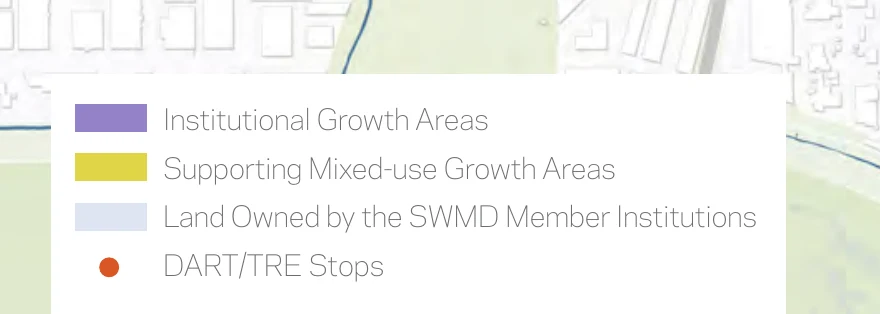 Institutional Growth Areas
Supporting Mixed-use Growth Areas
Land Owned by the SWMD Member Institutions
DART/TRE Stops